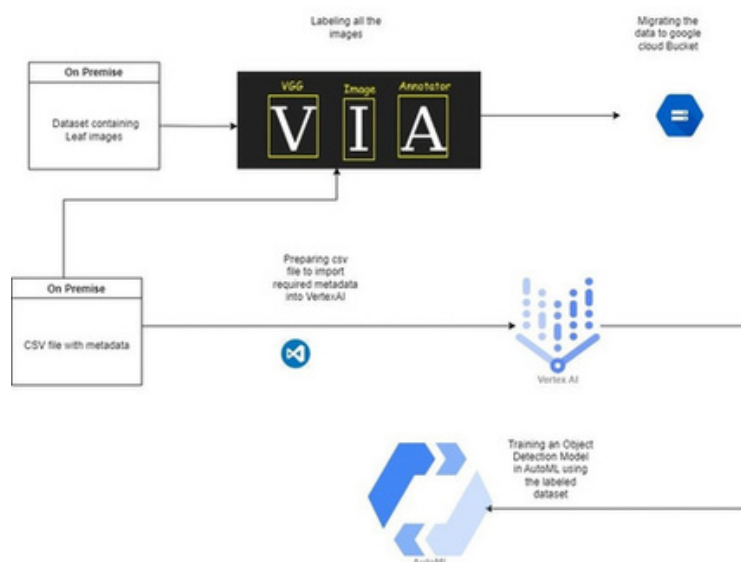 Labeling all the
images
Migrating the
data to google
cloud Bucket
On Premise
Dataset containing
Leaf images
VGG
Image
Annotator
V I A
Preparing csv
file to import
required metadata
into VertexAI
On Premise
CSV file with metadata
Vertex AI
Training an Object
Detection Model
in AutoML using
the labeled
dataset
AutoML